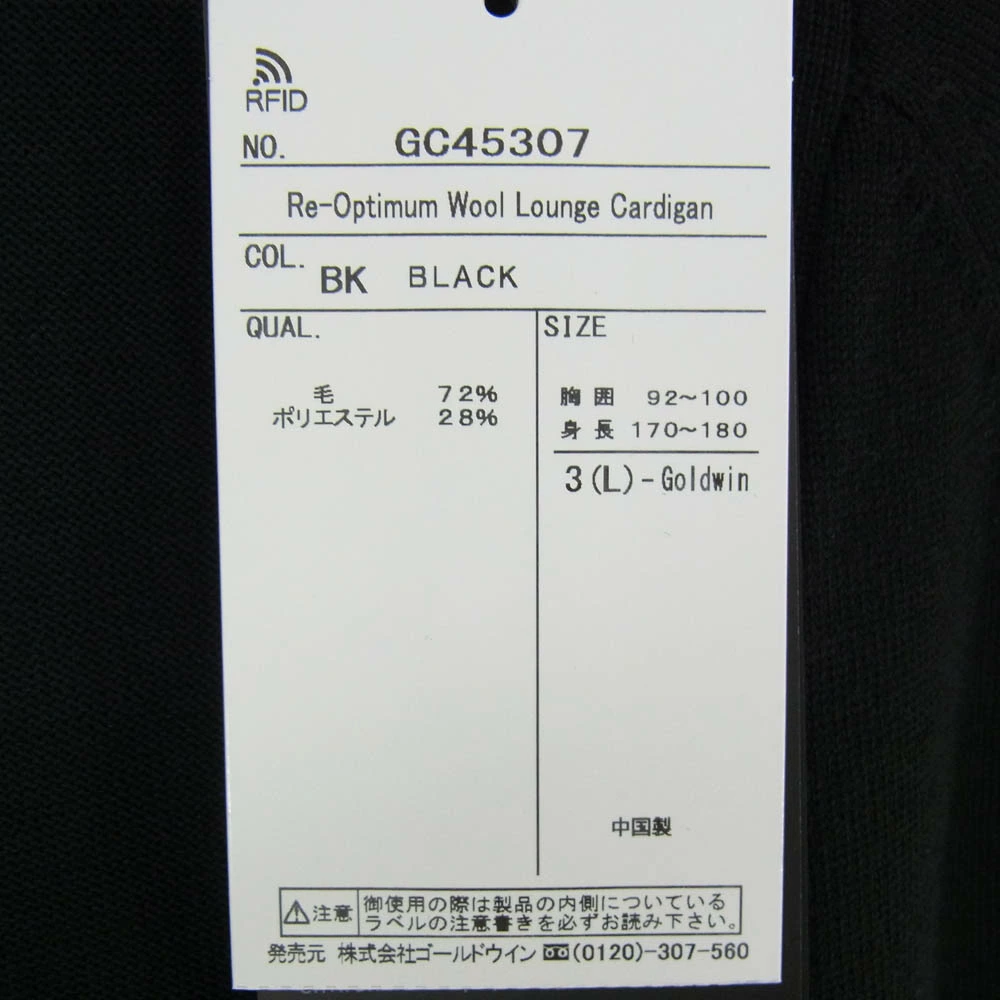 RFID
NO. GC45307
Re-Optimum Wool Lounge Cardigan
COL. BK BLACK
QUAL.
毛 72%
ポリエステル 28%
SIZE
胸囲 92～100
身長 170～180
3(L)-Goldwin
中国製
注意 御使用の際は製品の内側についている
ラベルの注意書きを必ずお読み下さい。
発売元 株式会社ゴールドウイン (0120)-307-560